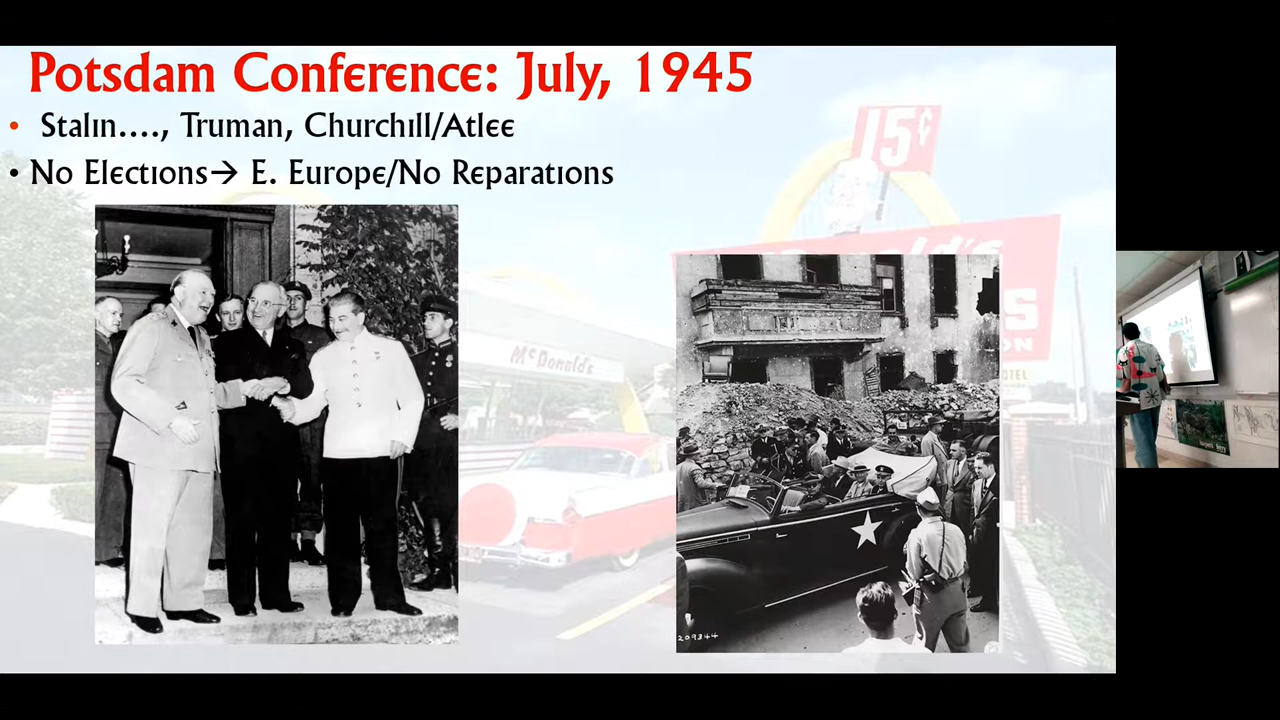 Potsdam Conference: July, 1945
• Stalin...., Truman, Churchill/Atlee
• No Elections→ E. Europe/No Reparations
15¢
McDonald's
209344